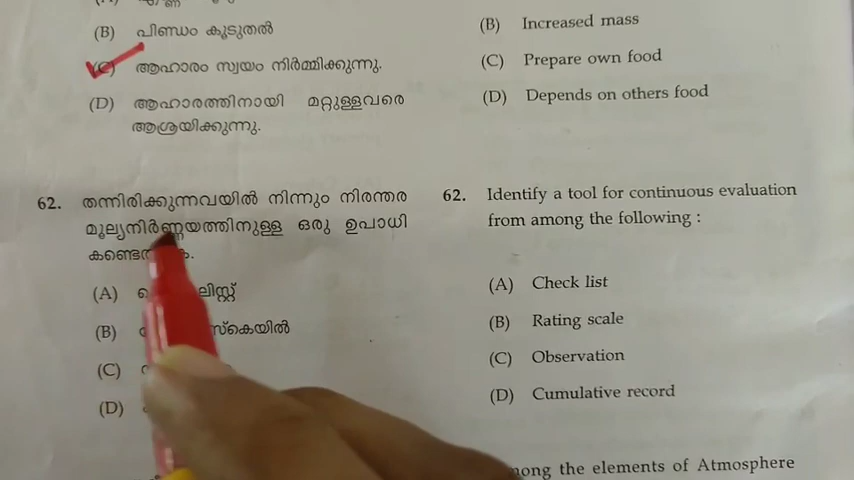 (B) പിണ്ഡം കൂടുതൽ
(C) ആഹാരം സ്വയം നിർമ്മിക്കുന്നു.
(D) ആഹാരത്തിനായി മറ്റുള്ളവരെ
ആശ്രയിക്കുന്നു.
62. തന്നിരിക്കുന്നവയിൽ നിന്നും നിരന്തര
മൂല്യനിർണ്ണയത്തിനുള്ള ഒരു ഉപാധി
(A)
(B)
(C)
(D)
(B) Increased mass
(C) Prepare own food
(D) Depends on others food
62. Identify a tool for continuous evaluation
from among the following :
(A) Check list
(B) Rating scale
(C) Observation
(D) Cumulative record
the elements of Atmosphere